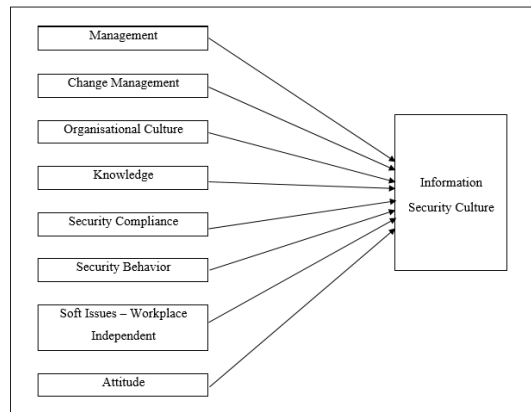 Management
Change Management
Organisational Culture
Knowledge
Security Compliance
Security Behavior
Soft Issues – Workplace
Independent
Attitude
Information
Security Culture